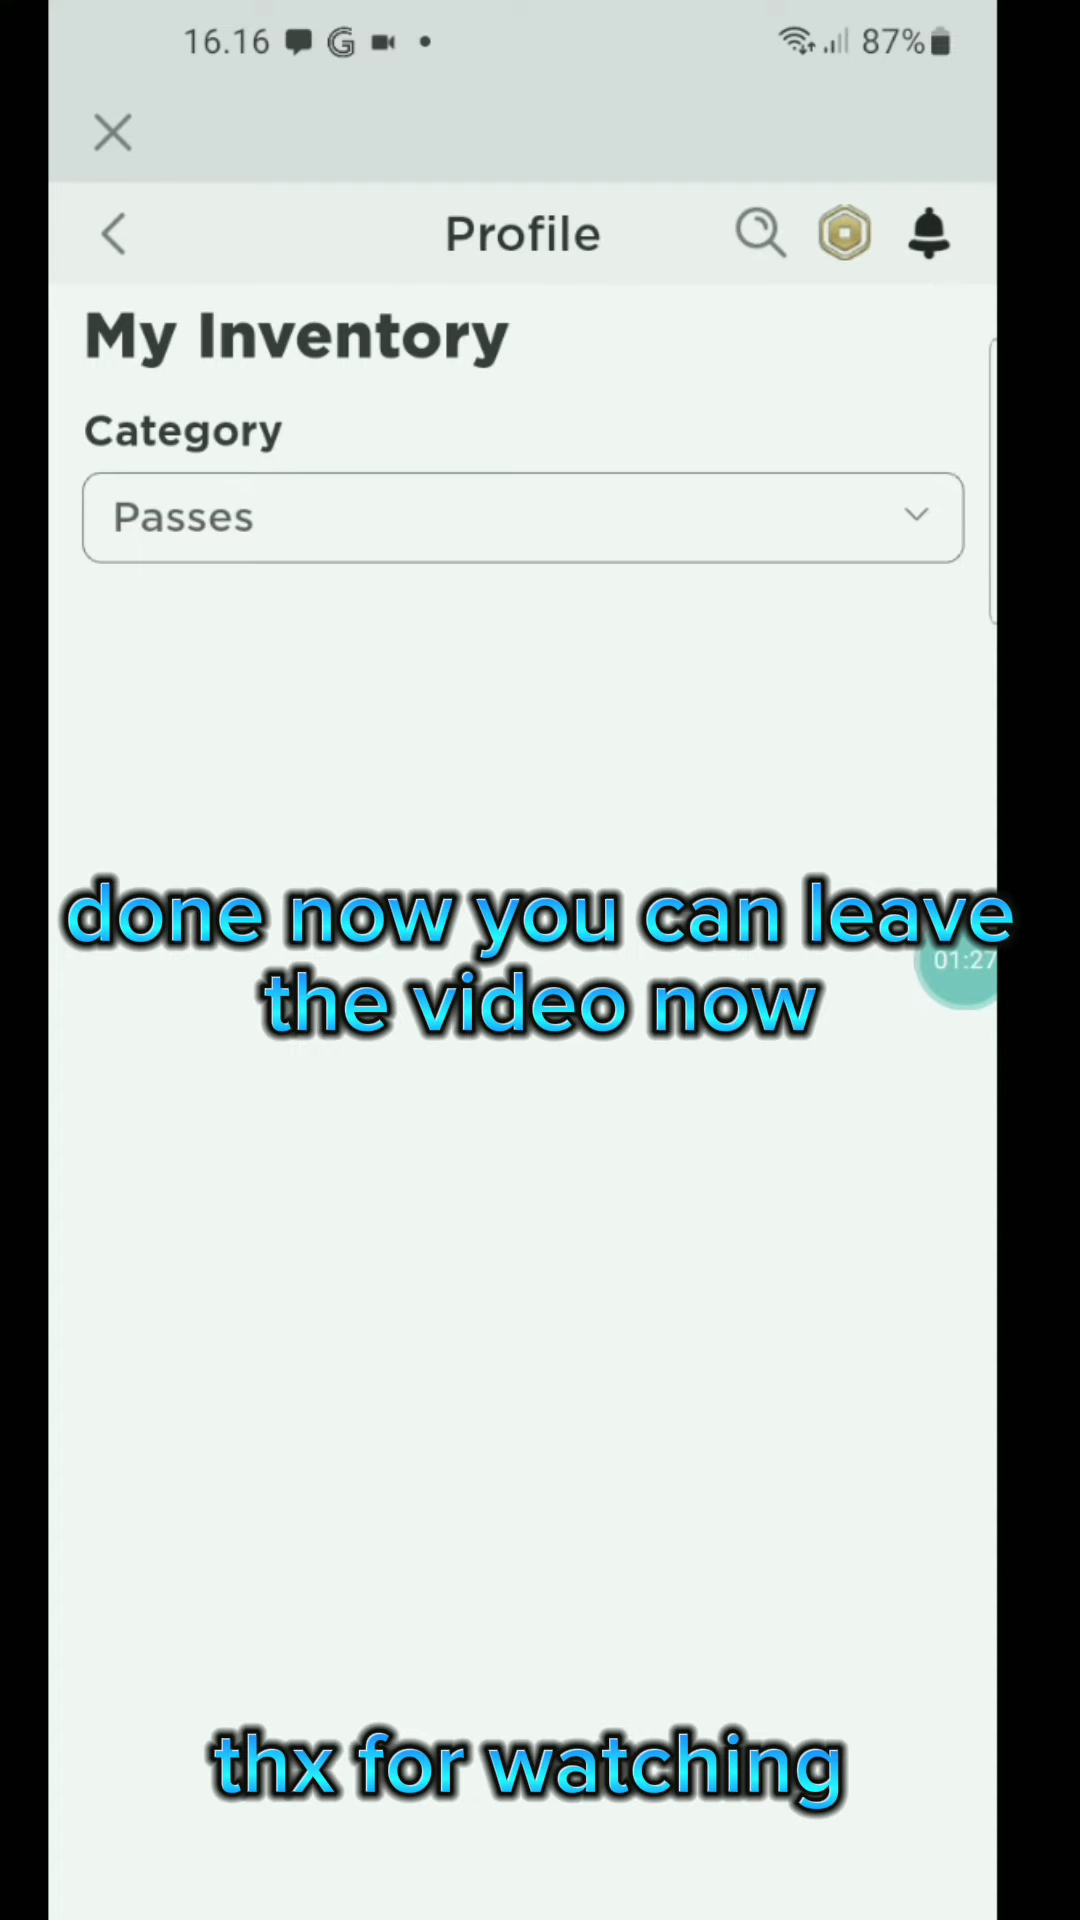 16.16 87%
Profile
My Inventory
Category
Passes
done now you can leave
the video now
01:27
thx for watching